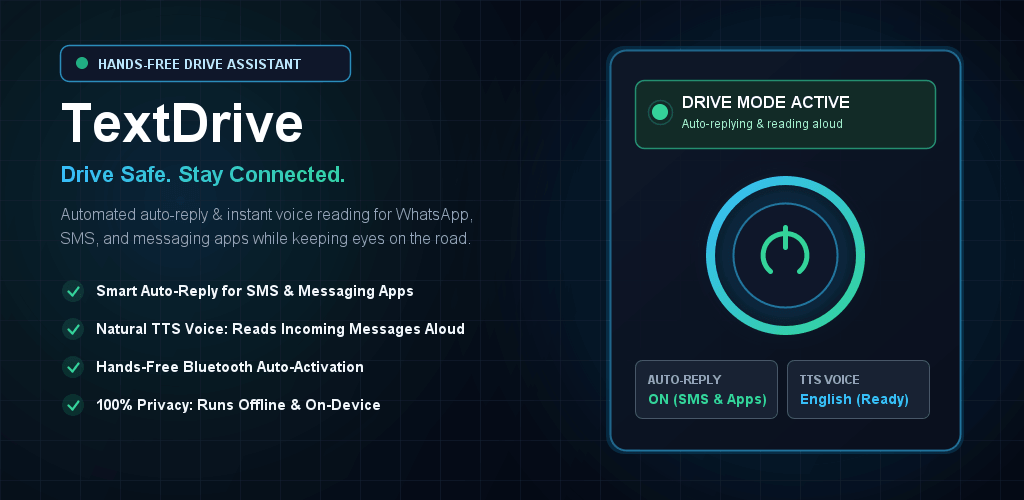 HANDS-FREE DRIVE ASSISTANT
TextDrive
Drive Safe. Stay Connected.
Automated auto-reply & instant voice reading for WhatsApp,
SMS, and messaging apps while keeping eyes on the road.
Smart Auto-Reply for SMS & Messaging Apps
Natural TTS Voice: Reads Incoming Messages Aloud
Hands-Free Bluetooth Auto-Activation
100% Privacy: Runs Offline & On-Device
DRIVE MODE ACTIVE
Auto-replying & reading aloud
AUTO-REPLY
ON (SMS & Apps)
TTS VOICE
English (Ready)